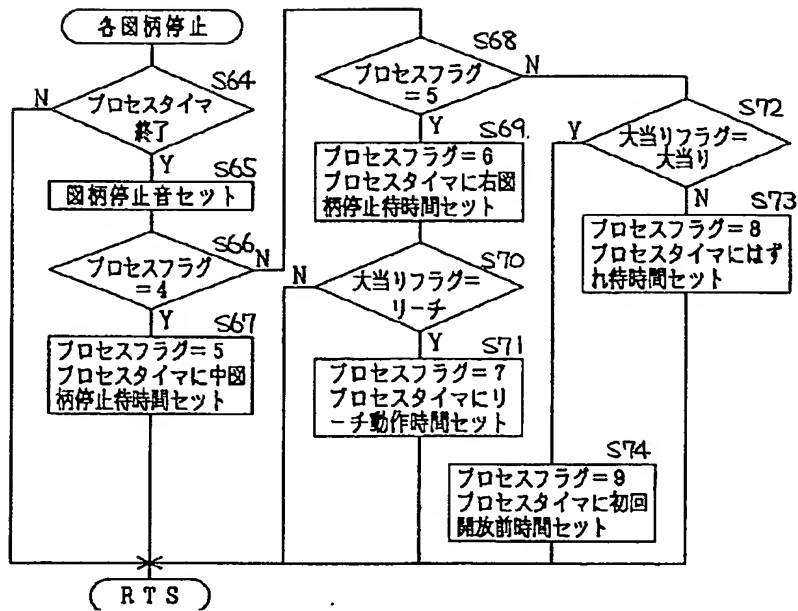 各図柄停止
S64
N
プロセスタイマ
終了
Y
S65
図柄停止音セット
S66
プロセスフラグ
=4
N
Y
S67
プロセスフラグ=5
プロセスタイマに中図
柄停止待時間セット
S68
プロセスフラグ
=5
N
Y
S69.
プロセスフラグ=6
プロセスタイマに右図
柄停止待時間セット
S70
N
大当りフラグ=
リーチ
Y
S71
プロセスフラグ=7
プロセスタイマにリ
ーチ動作時間セット
S72
Y
大当りフラグ=
大当り
N
S73
プロセスフラグ=8
プロセスタイマにはず
れ待時間セット
S74
プロセスフラグ=9
プロセスタイマに初回
開放前時間セット
RTS